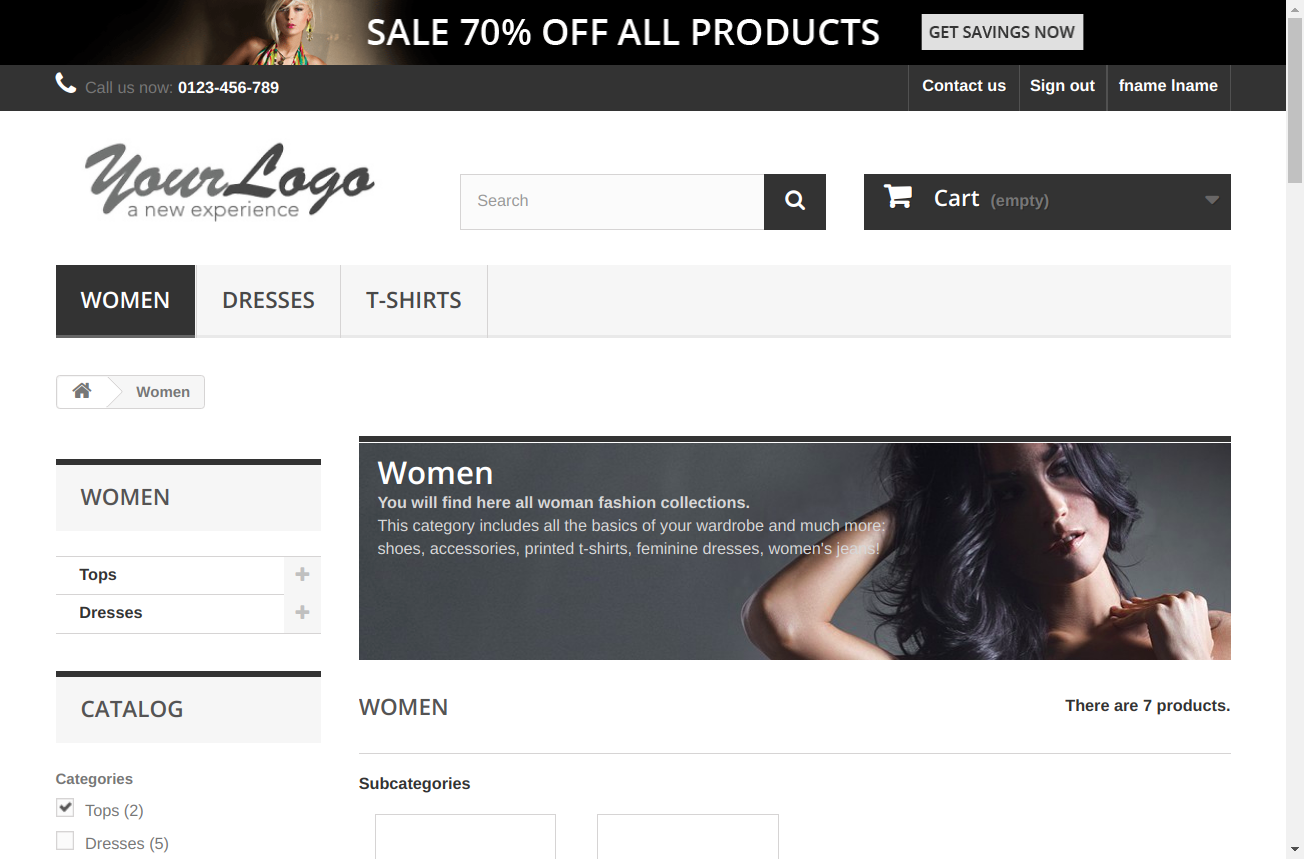 SALE 70% OFF ALL PRODUCTS GET SAVINGS NOW
Call us now: 0123-456-789 Contact us Sign out fname lname
YourLogo
a new experience
Search
Cart (empty)
WOMEN DRESSES T-SHIRTS
Women
WOMEN
Tops
Dresses
CATALOG
Categories
Tops (2)
Dresses (5)
Women
You will find here all woman fashion collections.
This category includes all the basics of your wardrobe and much more:
shoes, accessories, printed t-shirts, feminine dresses, women's jeans!
WOMEN There are 7 products.
Subcategories